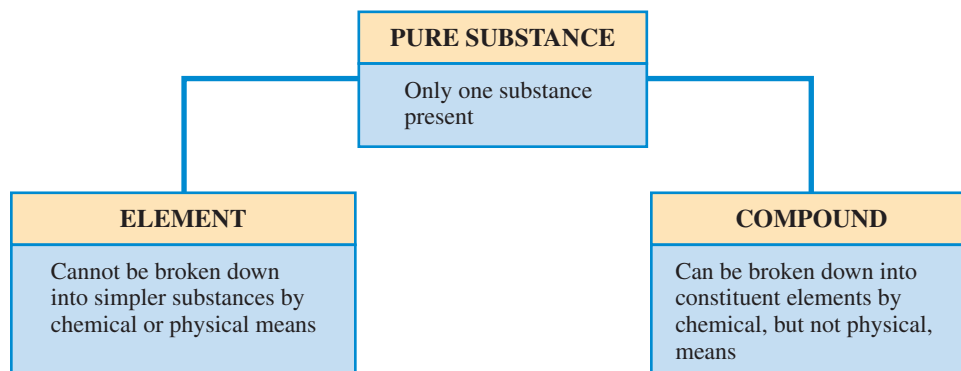 PURE SUBSTANCE
Only one substance
present
ELEMENT
Cannot be broken down
into simpler substances by
chemical or physical means
COMPOUND
Can be broken down into
constituent elements by
chemical, but not physical,
means